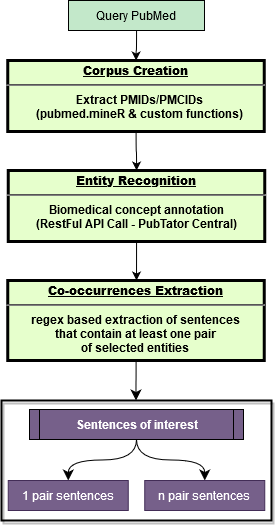 Query PubMed
Corpus Creation
Extract PMIDs/PMCIDs
(pubmed.mineR & custom functions)
Entity Recognition
Biomedical concept annotation
(RestFul API Call - PubTator Central)
Co-occurrences Extraction
regex based extraction of sentences
that contain at least one pair
of selected entities
Sentences of interest
1 pair sentences
n pair sentences